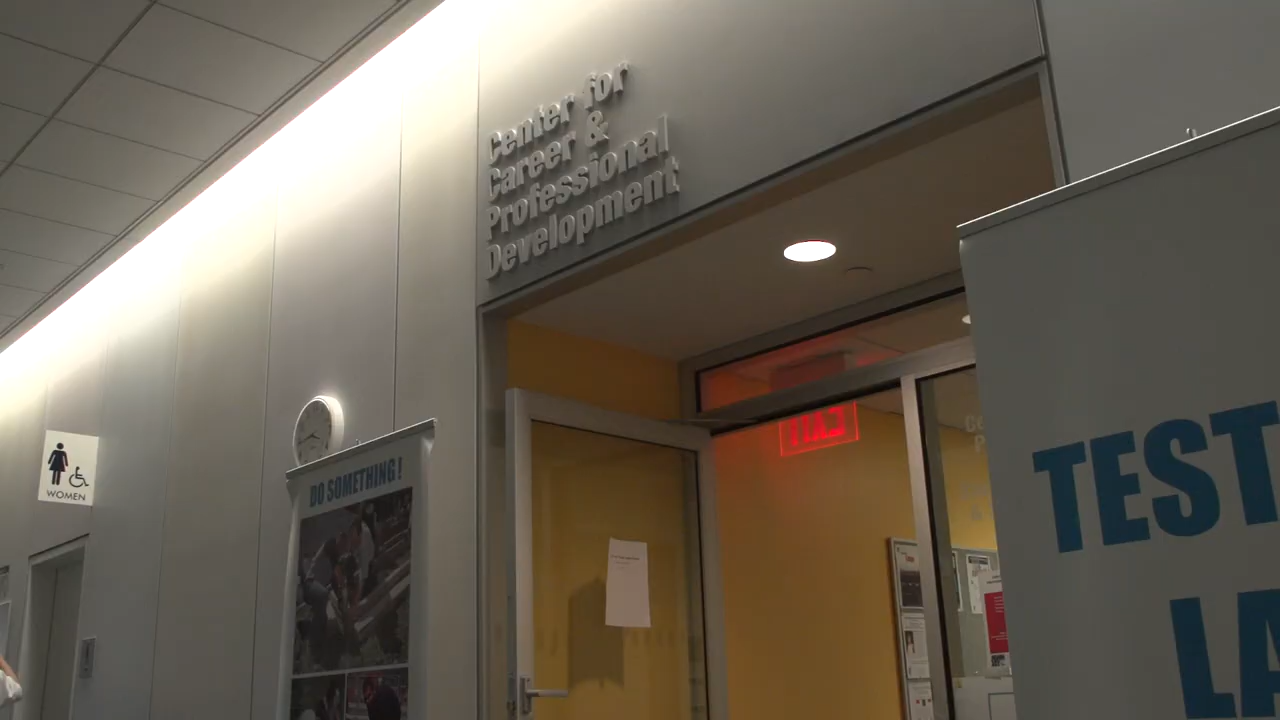 Center for
Career &
Professional
Development
WOMEN
DO SOMETHING!
EXIT
TEST
LA